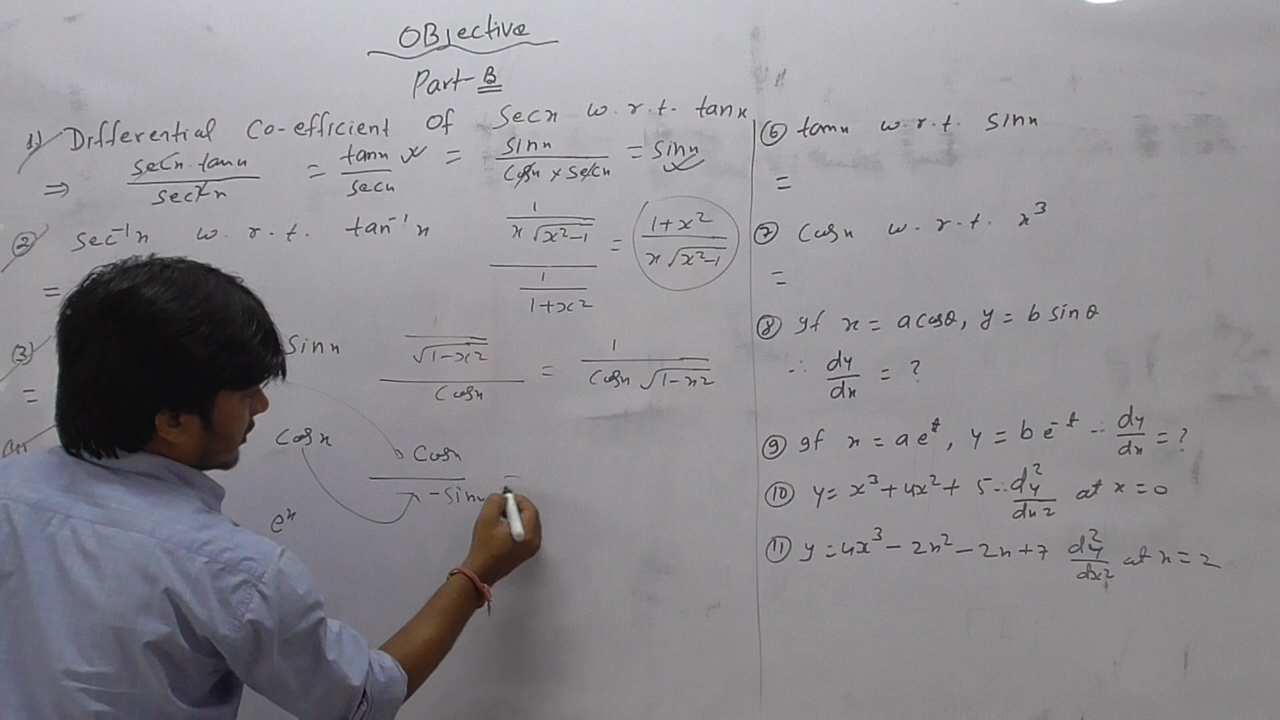 OBjective
Part-B
1) Differential Co-efficient Of Secx w.r.t. tanx
⇒ secx·tanx/sec²x = tanx/secx = sinx/(cosx × secx) = sinx
② sec⁻¹x w.r.t. tan⁻¹x (1/(x√(x²-1)))/(1/(1+x²)) = (1+x²)/(x√(x²-1))
=
③ sinx (1/√(1-x²))/cosx = 1/(cosx√(1-x²))
=
cosx cosx/-sinx =
eˣ
⑥ tanx w.r.t. sinx
=
⑦ cosx w.r.t. x³
=
⑧ If x = a cosθ, y = b sinθ
∴ dy/dx = ?
⑨ If x = a eᵗ, y = b e⁻ᵗ ∴ dy/dx = ?
⑩ y = x³ + 4x² + 5 ∴ d²y/dx² at x = 0
⑪ y = 4x³ - 2x² - 2x + 7 d²y/dx² at x = 2